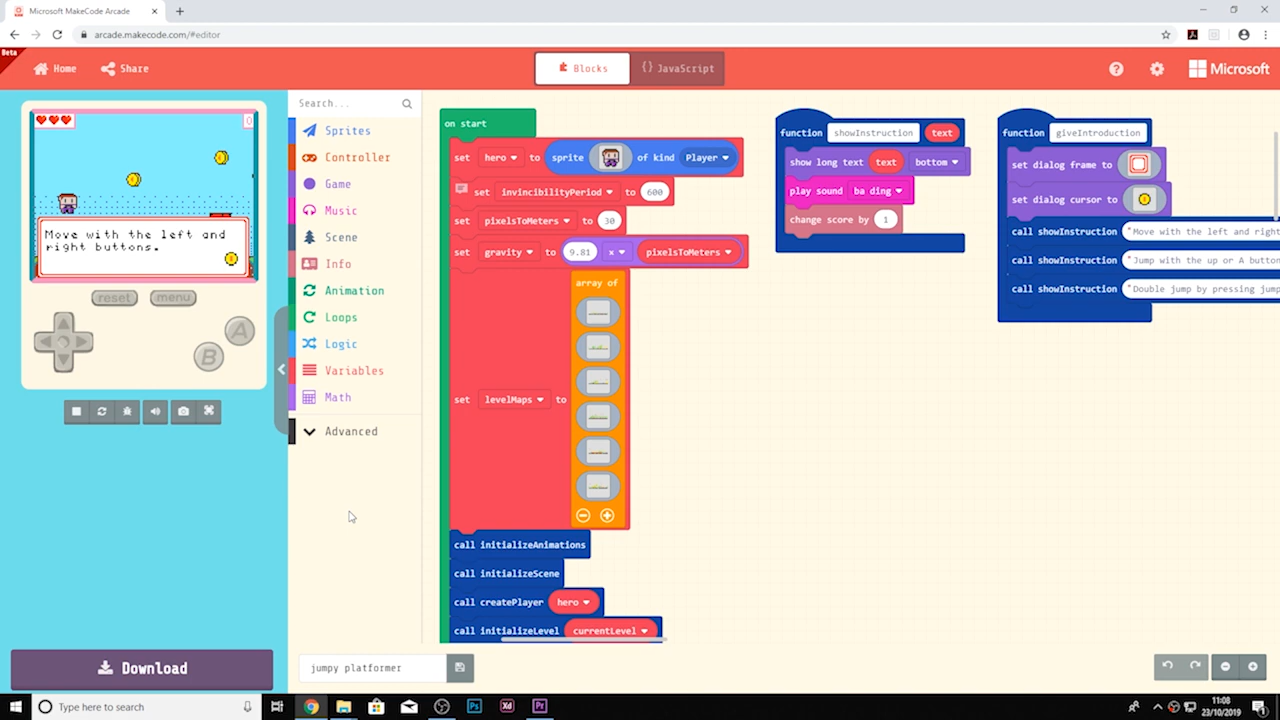 Microsoft MakeCode Arcade
arcade.makecode.com/#editor
Beta
Home
Share
Blocks
{} JavaScript
Microsoft
0
Move with the left and
right buttons.
reset
menu
A
B
Download
Search...
Sprites
Controller
Game
Music
Scene
Info
Animation
Loops
Logic
Variables
Math
Advanced
on start
set hero to sprite of kind Player
set invincibilityPeriod to 600
set pixelsToMeters to 30
set gravity to 9.81 x pixelsToMeters
array of
set levelMaps to
call initializeAnimations
call initializeScene
call createPlayer hero
call initializeLevel currentLevel
function showInstruction text
show long text text bottom
play sound ba ding
change score by 1
function giveIntroduction
set dialog frame to
set dialog cursor to
call showInstruction "Move with the left and right
call showInstruction "Jump with the up or A button
call showInstruction "Double jump by pressing jump
jumpy platformer
Type here to search
Ps
Xd
Pr
11:08
23/10/2019
1